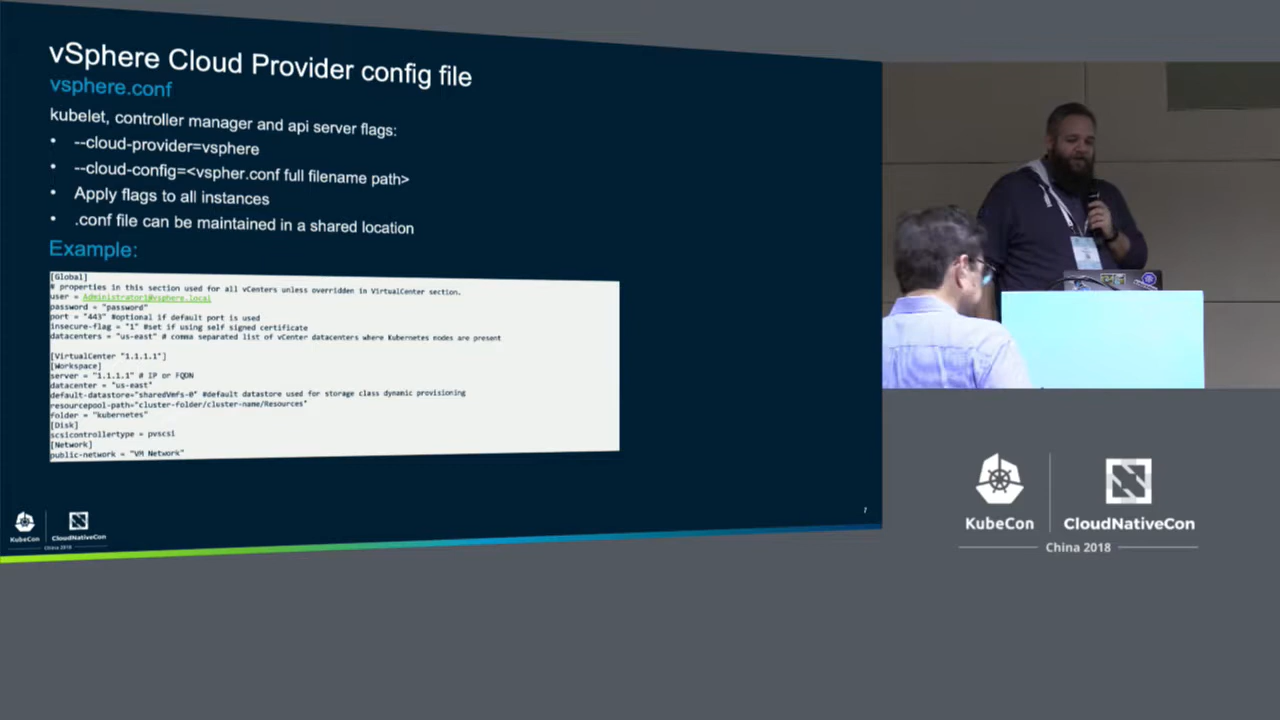 vSphere Cloud Provider config file
vsphere.conf
kubelet, controller manager and api server flags:
• --cloud-provider=vsphere
• --cloud-config=<vspher.conf full filename path>
• Apply flags to all instances
• .conf file can be maintained in a shared location
Example:
[Global]
# properties in this section used for all vCenters unless overridden in VirtualCenter section.
user = Administrator1@vsphere.local
password = "password"
port = "443" #optional if default port is used
insecure-flag = "1" #set if using self signed certificate
datacenters = "us-east" # comma separated list of vCenter datacenters where Kubernetes nodes are present
[VirtualCenter "1.1.1.1"]
[Workspace]
server = "1.1.1.1" # IP or FQDN
datacenter = "us-east"
default-datastore="sharedVmfs-0" #default datastore used for storage class dynamic provisioning
resourcepool-path="cluster-folder/cluster-name/Resources"
folder = "kubernetes"
[Disk]
scsicontrollertype = pvscsi
[Network]
public-network = "VM Network"
7
KubeCon CloudNativeCon
China 2018
KubeCon CloudNativeCon
China 2018